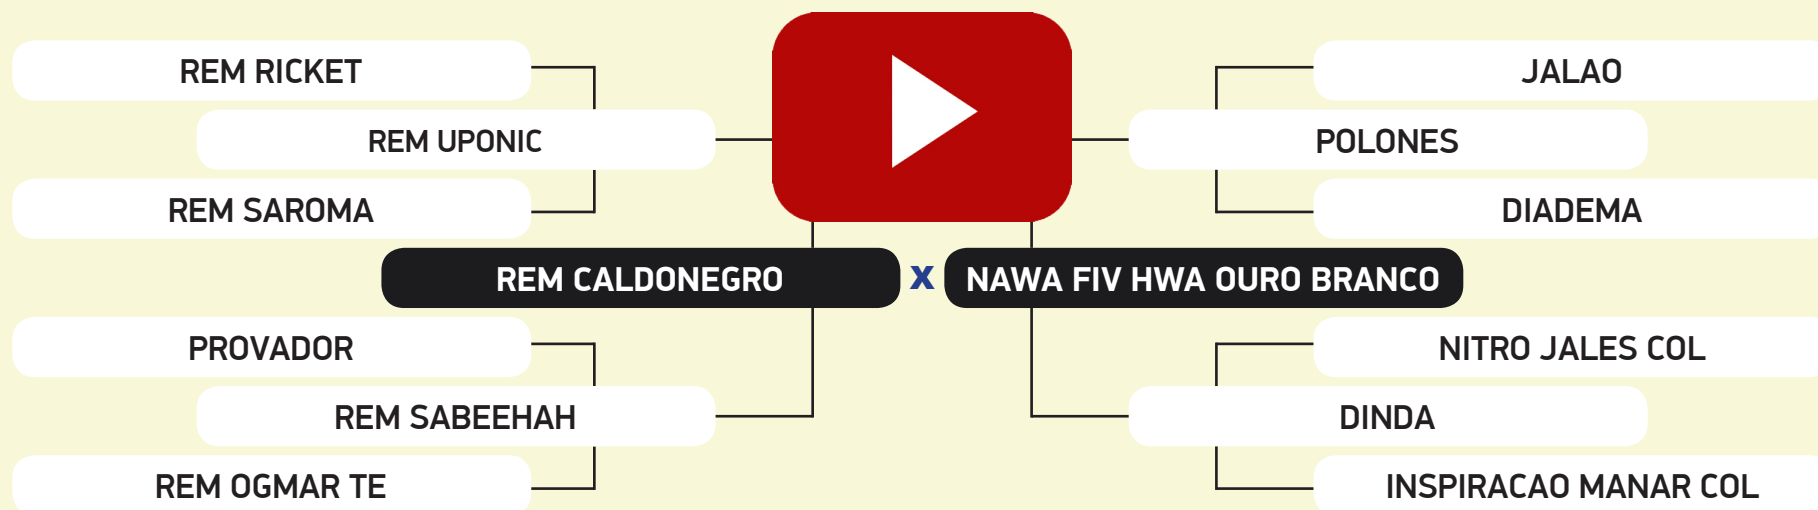 REM RICKET
JALAO
REM UPONIC
POLONES
REM SAROMA
DIADEMA
REM CALDONEGRO X NAWA FIV HWA OURO BRANCO
PROVADOR
NITRO JALES COL
REM SABEEHAH
DINDA
REM OGMAR TE
INSPIRACAO MANAR COL